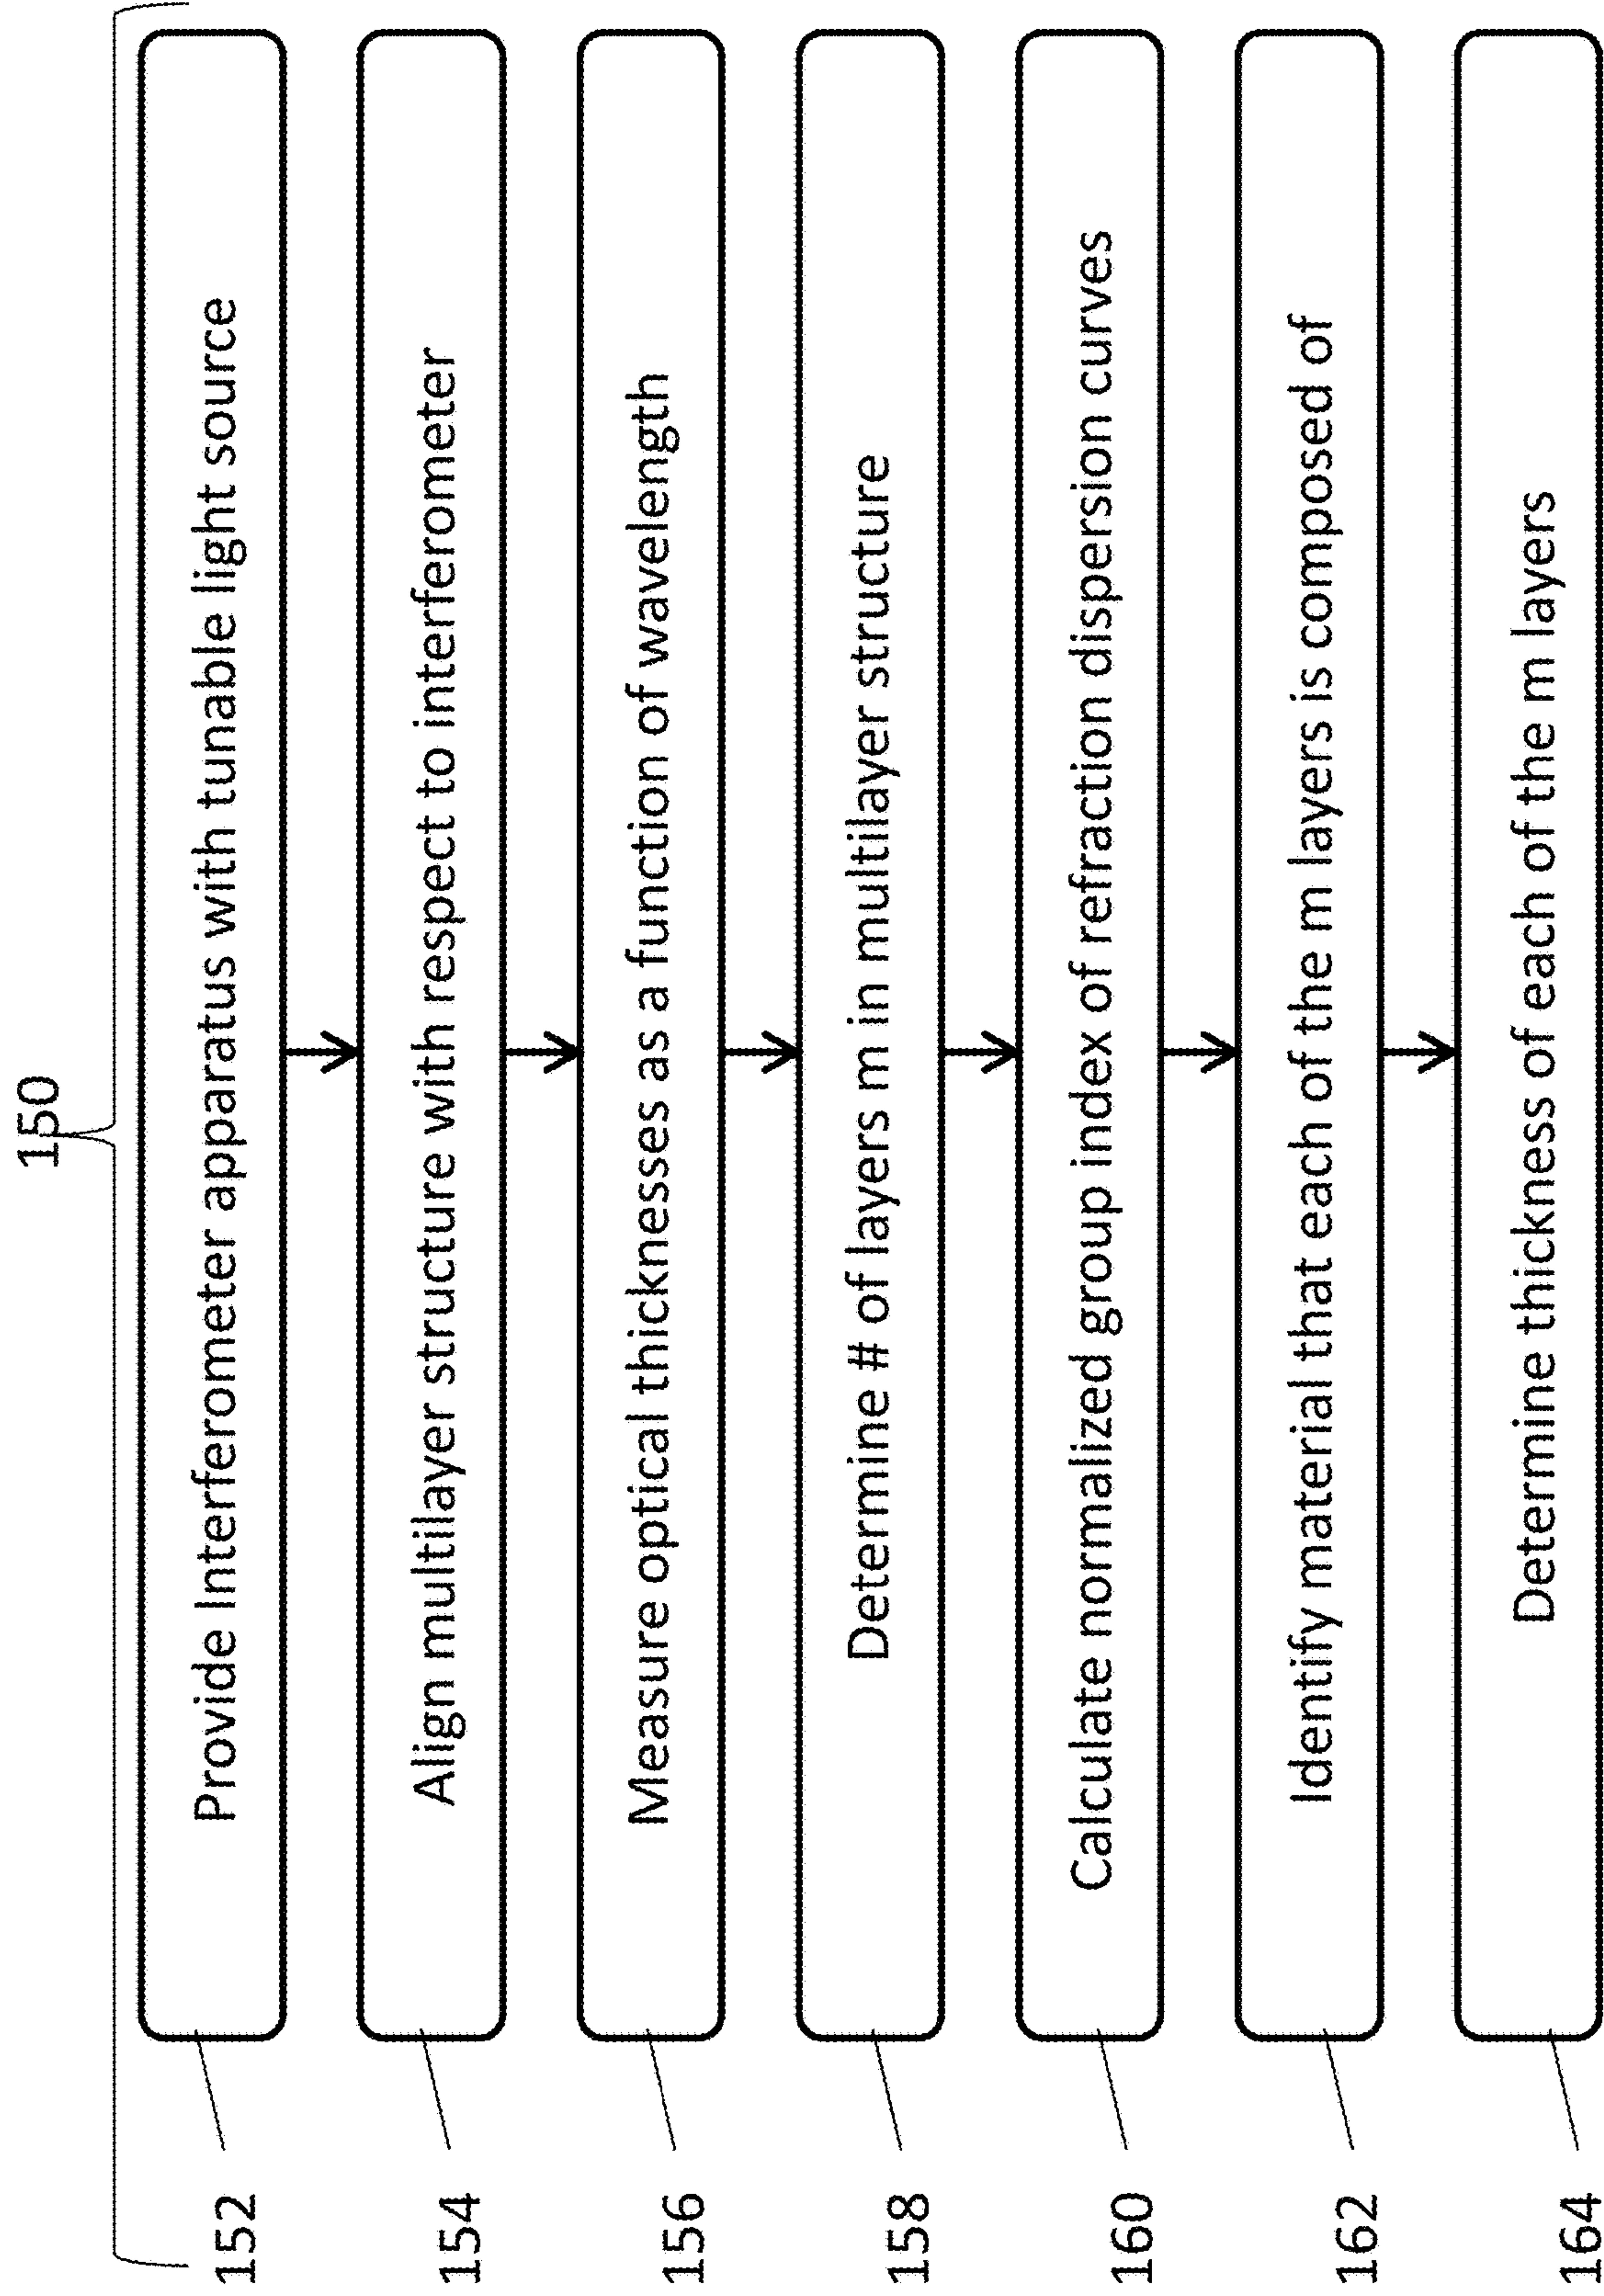 150
152
Provide Interferometer apparatus with tunable light source
154
Align multilayer structure with respect to interferometer
156
Measure optical thicknesses as a function of wavelength
158
Determine # of layers m in multilayer structure
160
Calculate normalized group index of refraction dispersion curves
162
Identify material that each of the m layers is composed of
164
Determine thickness of each of the m layers